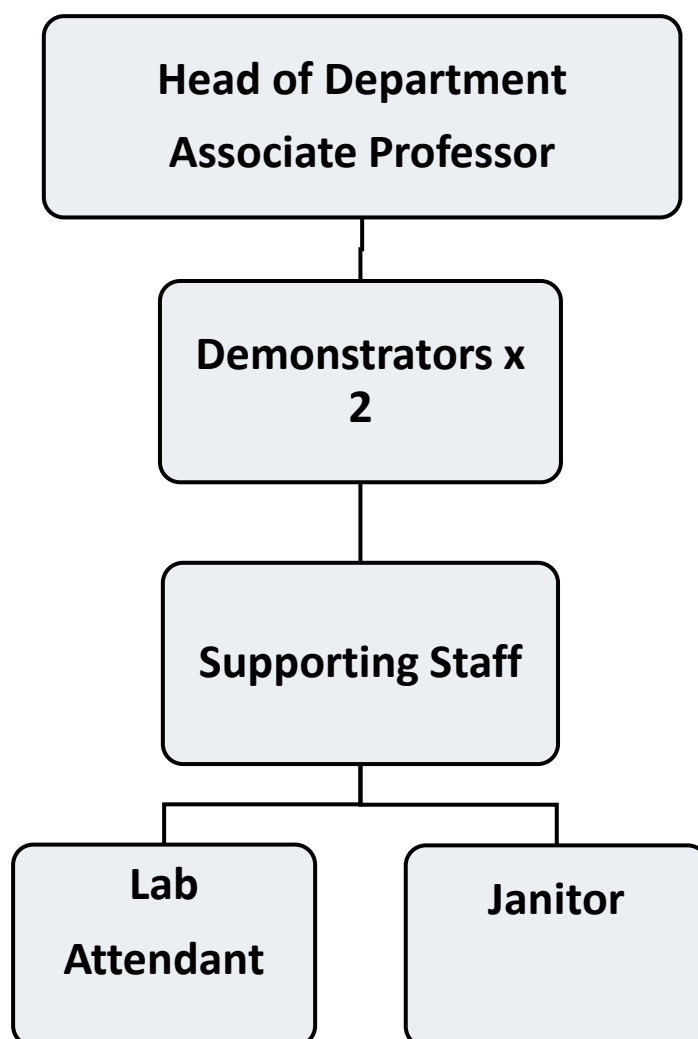 Head of Department
Associate Professor
Demonstrators x
2
Supporting Staff
Lab
Attendant
Janitor